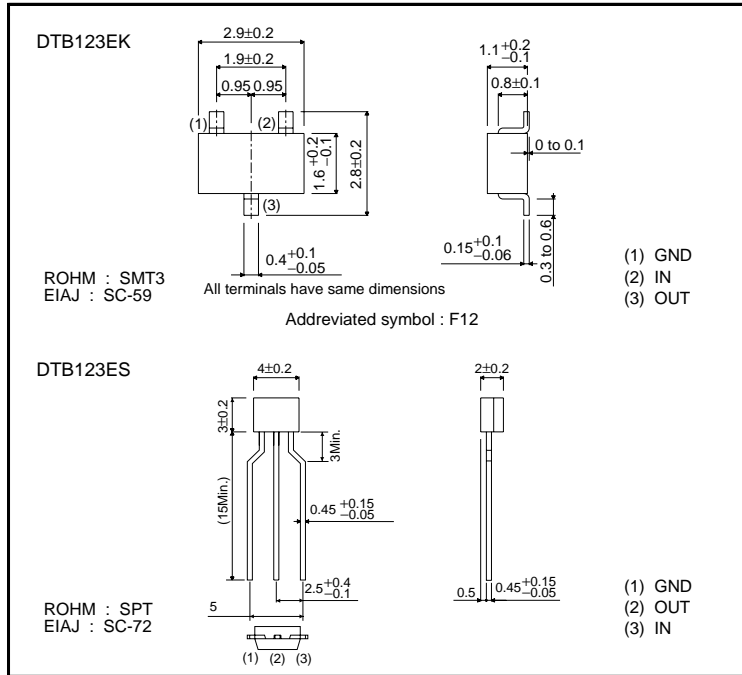 DTB123EK
2.9±0.2
1.9±0.2
0.95 0.95
(1) (2)
(3)
1.6 +0.2 −0.1
2.8±0.2
0.4 +0.1 −0.05
All terminals have same dimensions
1.1 +0.2 −0.1
0.8±0.1
0 to 0.1
0.15 +0.1 −0.06
0.3 to 0.6
ROHM : SMT3
EIAJ : SC-59
(1) GND
(2) IN
(3) OUT
Addreviated symbol : F12
DTB123ES
4±0.2
3±0.2
(15Min.)
3Min.
0.45 +0.15 −0.05
2.5 +0.4 −0.1
5
(1) (2) (3)
2±0.2
0.5
0.45 +0.15 −0.05
ROHM : SPT
EIAJ : SC-72
(1) GND
(2) OUT
(3) IN